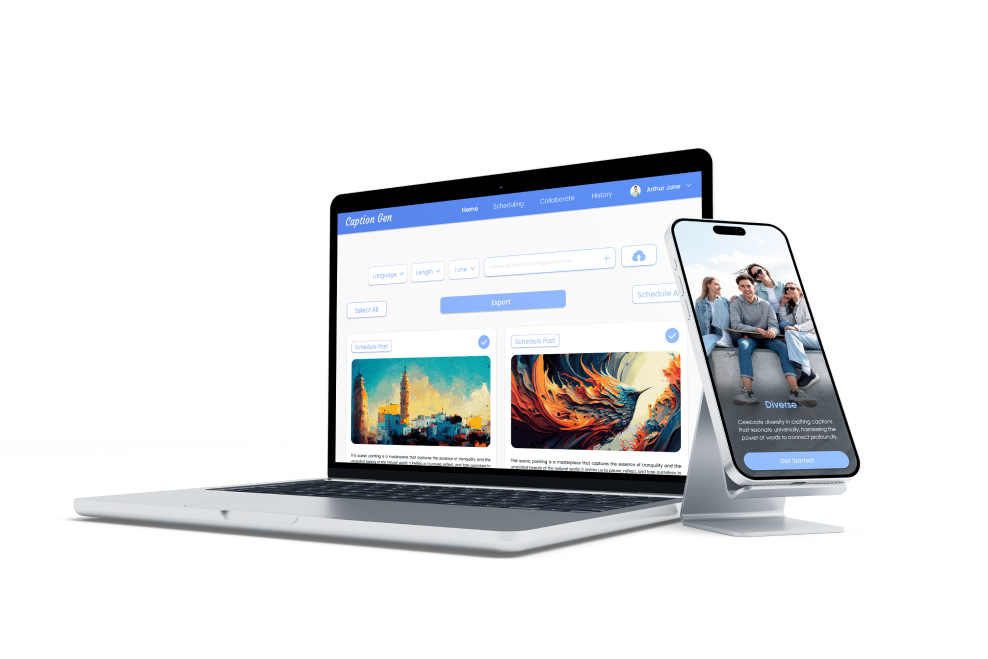 Caption Gen
Home
Scheduling
Collaborate
History
Arthur Jane
Language
Length
Tone
Select All
Export
Schedule A
Schedule Post
Schedule Post
This scenic painting is a masterpiece that captures the essence of tranquility and the
unspoiled beauty of the natural world. It invites us to pause, reflect, and lose ourselves in
This scenic painting is a masterpiece that captures the essence of tranquility and the
unspoiled beauty of the natural world. It invites us to pause, reflect, and lose ourselves in
Diverse
Celebrate diversity in crafting captions
that resonate universally, harnessing the
power of words to connect profoundly.
Get Started!